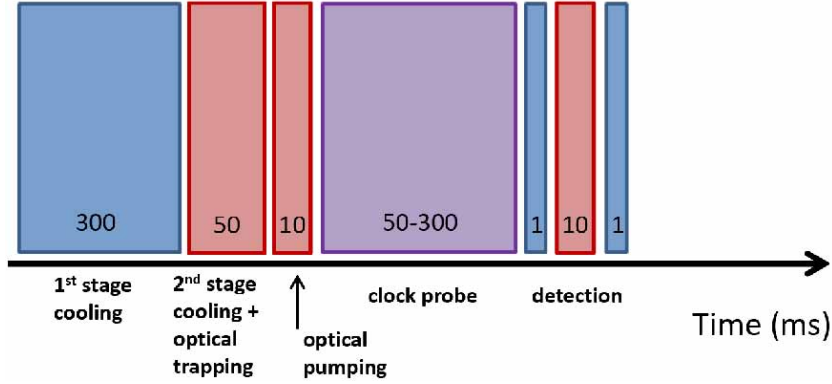 300
50
10
50-300
1
10
1
1st stage
cooling
2nd stage
cooling +
optical
trapping
optical
pumping
clock probe
detection
Time (ms)